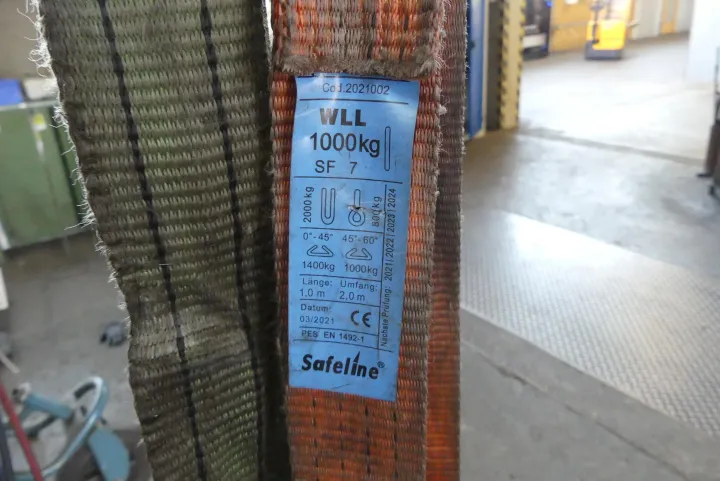 Cod.2021002
WLL
1000kg
SF 7
2000kg
800kg
0°-45° 45°-60°
1400kg 1000kg
Länge: Umfang:
1.0 m 2.0 m
Datum:
03/2021 CE
PES EN 1492-1
Nächste Prüfung: 2021|2022|2023|2024
Safeline®